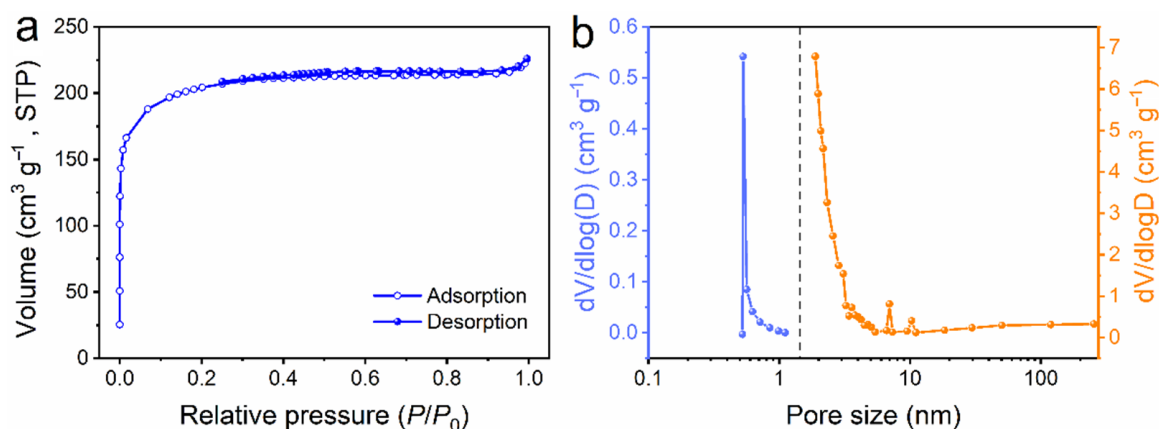 a
250
200
150
100
50
0
Volume (cm³ g⁻¹ , STP)
Adsorption
Desorption
0.0 0.2 0.4 0.6 0.8 1.0
Relative pressure (P/P₀)
b
0.6
0.5
0.4
0.3
0.2
0.1
0.0
dV/dlog(D) (cm³ g⁻¹)
7
6
5
4
3
2
1
0
dV/dlogD (cm³ g⁻¹)
0.1 1 10 100
Pore size (nm)